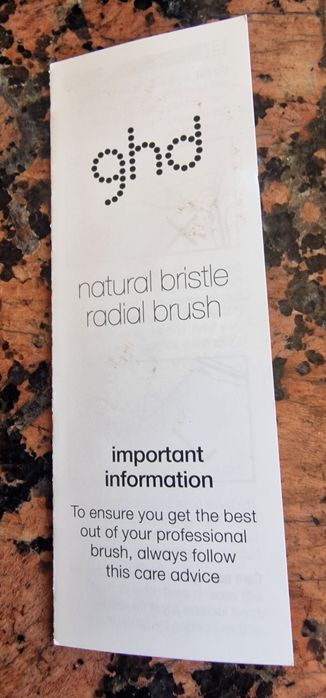 ghd
natural bristle
radial brush
important
information
To ensure you get the best
out of your professional
brush, always follow
this care advice